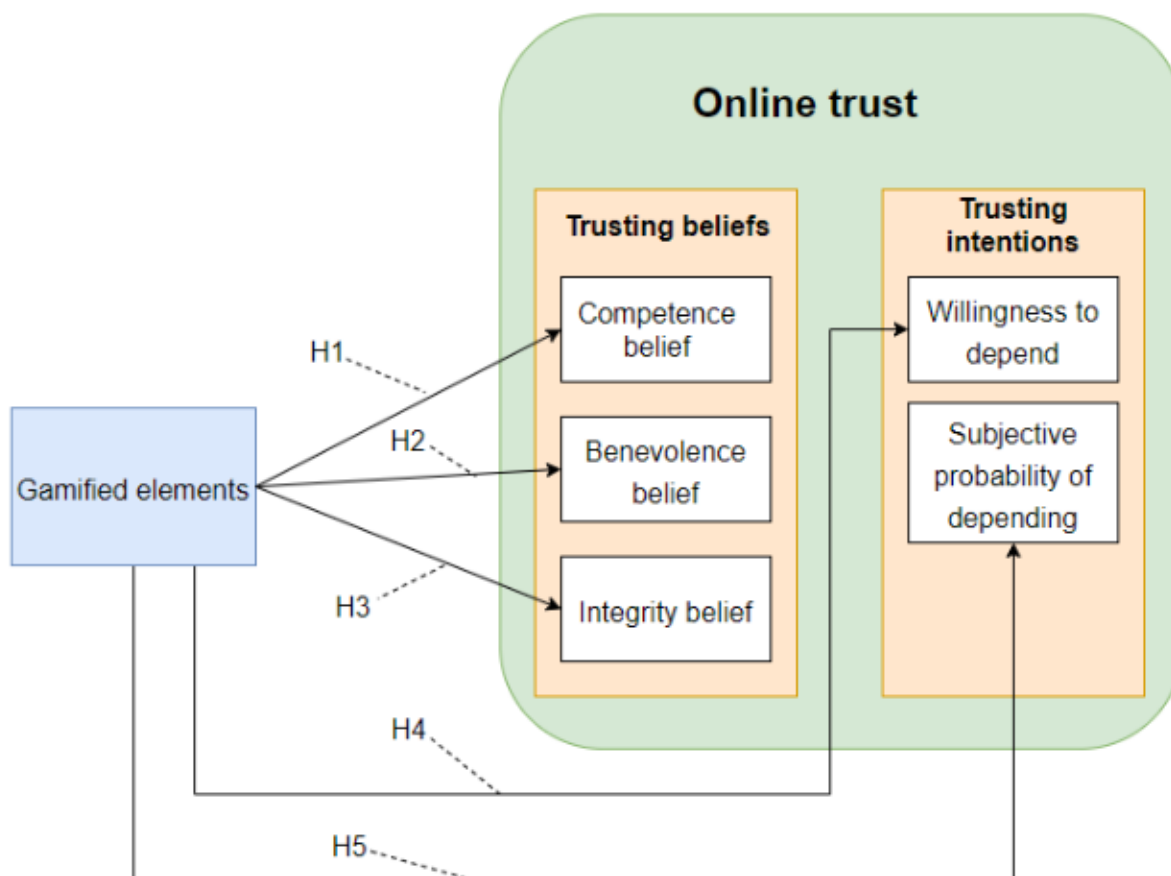 Online trust
Trusting beliefs
Trusting
intentions
Competence
belief
Willingness to
depend
H1
H2
Benevolence
belief
Subjective
probability of
depending
Gamified elements
H3
Integrity belief
H4
H5